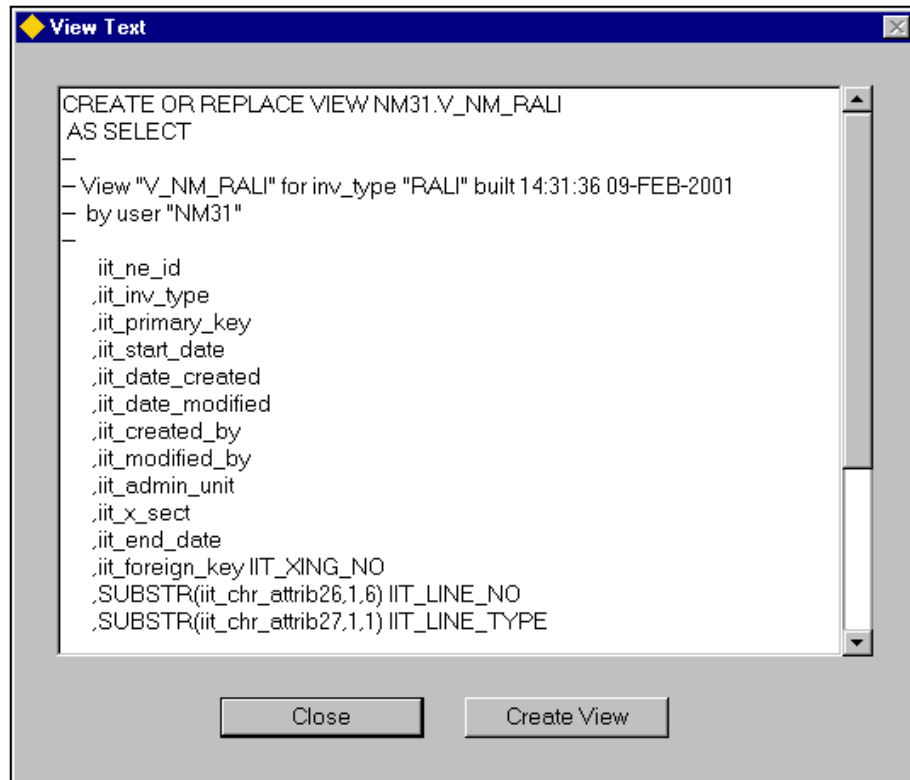 View Text
CREATE OR REPLACE VIEW NM31.V_NM_RALI
AS SELECT
--
-- View "V_NM_RALI" for inv_type "RALI" built 14:31:36 09-FEB-2001
-- by user "NM31"
--
iit_ne_id
,iit_inv_type
,iit_primary_key
,iit_start_date
,iit_date_created
,iit_date_modified
,iit_created_by
,iit_modified_by
,iit_admin_unit
,iit_x_sect
,iit_end_date
,iit_foreign_key IIT_XING_NO
,SUBSTR(iit_chr_attrib26,1,6) IIT_LINE_NO
,SUBSTR(iit_chr_attrib27,1,1) IIT_LINE_TYPE
Close
Create View